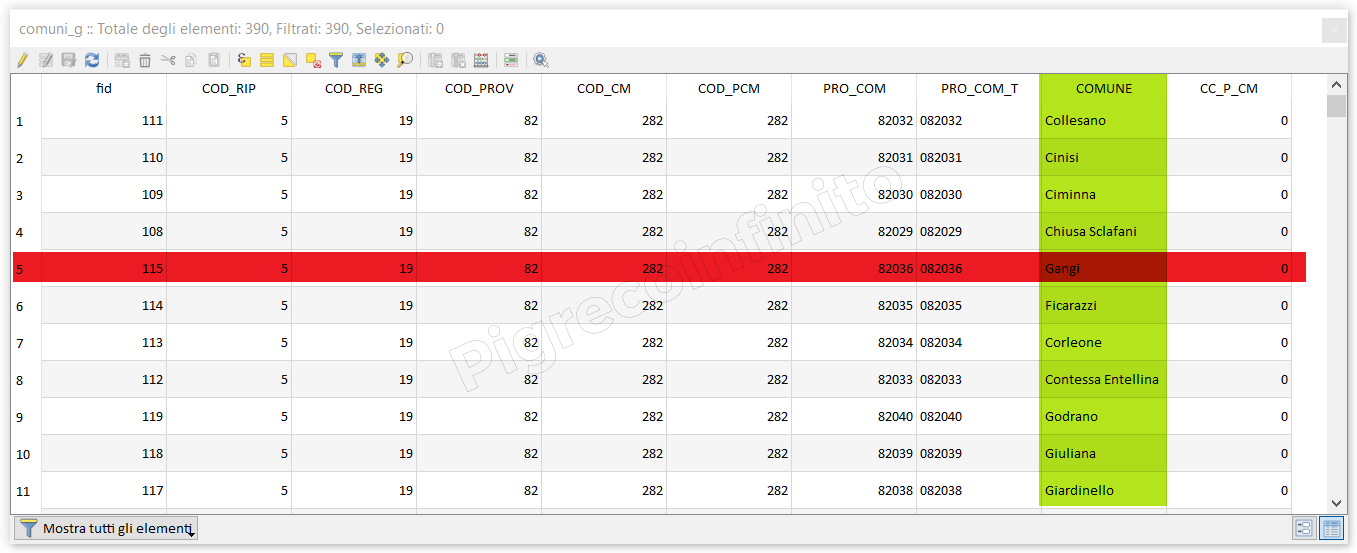 comuni_g :: Totale degli elementi: 390, Filtrati: 390, Selezionati: 0
fid COD_RIP COD_REG COD_PROV COD_CM COD_PCM PRO_COM PRO_COM_T COMUNE CC_P_CM
1 111 5 19 82 282 282 82032 082032 Collesano 0
2 110 5 19 82 282 282 82031 082031 Cinisi 0
3 109 5 19 82 282 282 82030 082030 Ciminna 0
4 108 5 19 82 282 282 82029 082029 Chiusa Sclafani 0
5 115 5 19 82 282 282 82036 082036 Gangi 0
6 114 5 19 82 282 282 82035 082035 Ficarazzi 0
7 113 5 19 82 282 282 82034 082034 Corleone 0
8 112 5 19 82 282 282 82033 082033 Contessa Entellina 0
9 119 5 19 82 282 282 82040 082040 Godrano 0
10 118 5 19 82 282 282 82039 082039 Giuliana 0
11 117 5 19 82 282 282 82038 082038 Giardinello 0
Pigrecoinfinito
Mostra tutti gli elementi